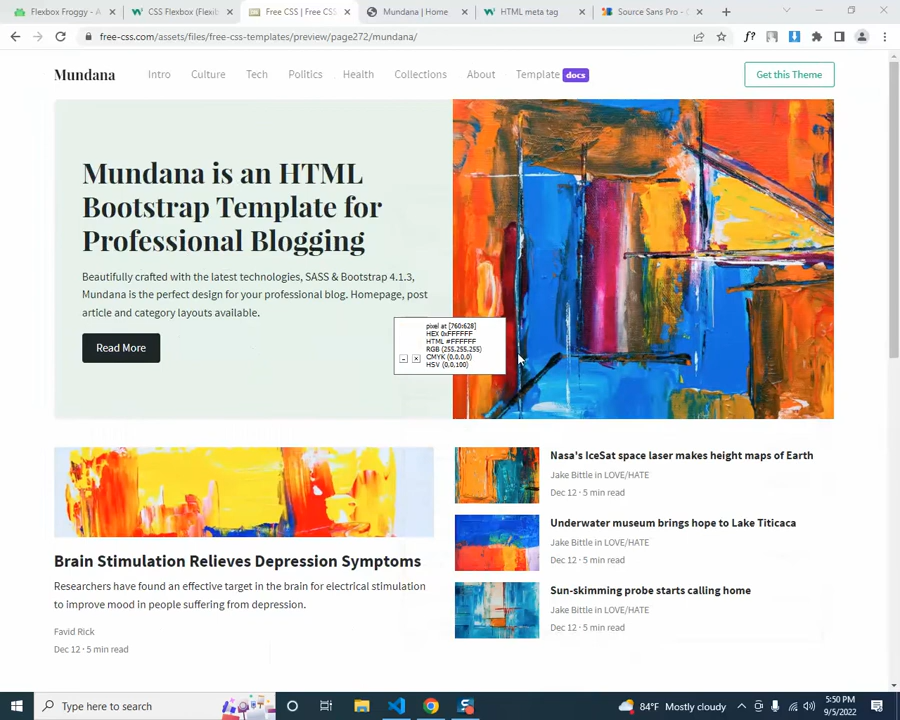 Flexbox Froggy - A
CSS Flexbox (Flexib
Free CSS | Free CSS
Mundana | Home
HTML meta tag
Source Sans Pro - G
free-css.com/assets/files/free-css-templates/preview/page272/mundana/
f?
Mundana
Intro
Culture
Tech
Politics
Health
Collections
About
Template docs
Get this Theme
Mundana is an HTML
Bootstrap Template for
Professional Blogging
Beautifully crafted with the latest technologies, SASS & Bootstrap 4.1.3,
Mundana is the perfect design for your professional blog. Homepage, post
article and category layouts available.
Read More
pixel at [760:628]
HEX 0xFFFFFF
HTML #FFFFFF
RGB (255,255,255)
CMYK (0,0,0,0)
HSV (0,0,100)
Brain Stimulation Relieves Depression Symptoms
Researchers have found an effective target in the brain for electrical stimulation
to improve mood in people suffering from depression.
Favid Rick
Dec 12 · 5 min read
Nasa's IceSat space laser makes height maps of Earth
Jake Bittle in LOVE/HATE
Dec 12 · 5 min read
Underwater museum brings hope to Lake Titicaca
Jake Bittle in LOVE/HATE
Dec 12 · 5 min read
Sun-skimming probe starts calling home
Jake Bittle in LOVE/HATE
Dec 12 · 5 min read
Type here to search
84°F Mostly cloudy
5:50 PM
9/5/2022